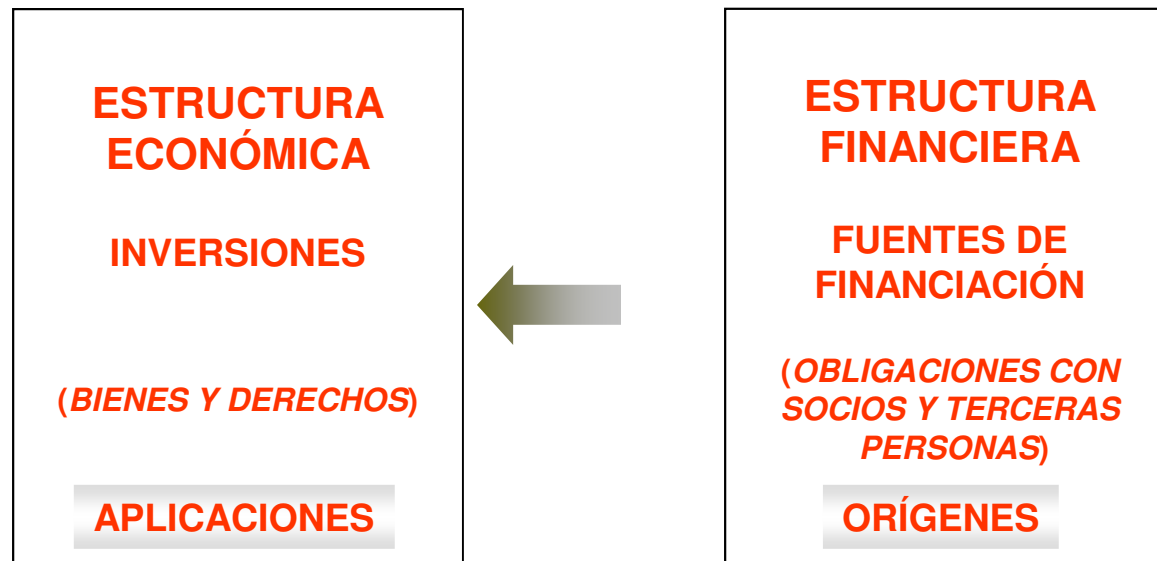 ESTRUCTURA
ECONÓMICA
INVERSIONES
(BIENES Y DERECHOS)
APLICACIONES
ESTRUCTURA
FINANCIERA
FUENTES DE
FINANCIACIÓN
(OBLIGACIONES CON
SOCIOS Y TERCERAS
PERSONAS)
ORÍGENES